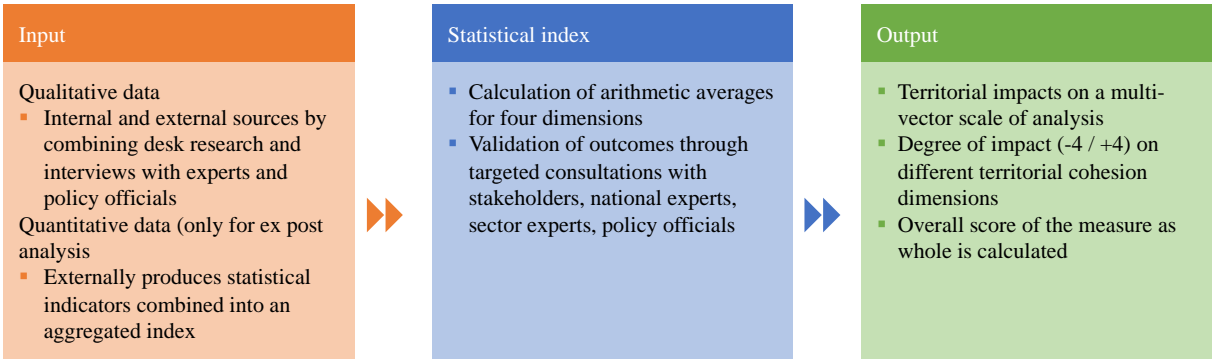 Input
Qualitative data
▪ Internal and external sources by
combining desk research and
interviews with experts and
policy officials
Quantitative data (only for ex post
analysis
▪ Externally produces statistical
indicators combined into an
aggregated index
Statistical index
▪ Calculation of arithmetic averages
for four dimensions
▪ Validation of outcomes through
targeted consultations with
stakeholders, national experts,
sector experts, policy officials
Output
▪ Territorial impacts on a multi-
vector scale of analysis
▪ Degree of impact (-4 / +4) on
different territorial cohesion
dimensions
▪ Overall score of the measure as
whole is calculated